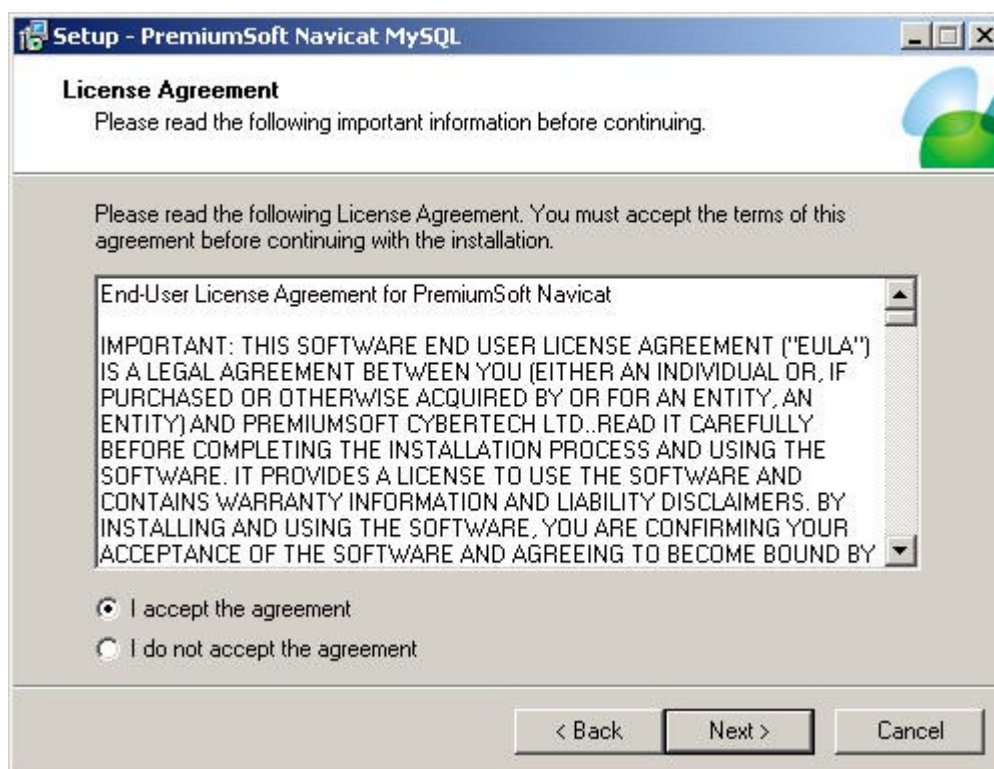 Setup - PremiumSoft Navicat MySQL
License Agreement
Please read the following important information before continuing.
Please read the following License Agreement. You must accept the terms of this
agreement before continuing with the installation.
End-User License Agreement for PremiumSoft Navicat
IMPORTANT: THIS SOFTWARE END USER LICENSE AGREEMENT ("EULA")
IS A LEGAL AGREEMENT BETWEEN YOU (EITHER AN INDIVIDUAL OR, IF
PURCHASED OR OTHERWISE ACQUIRED BY OR FOR AN ENTITY, AN
ENTITY) AND PREMIUMSOFT CYBERTECH LTD..READ IT CAREFULLY
BEFORE COMPLETING THE INSTALLATION PROCESS AND USING THE
SOFTWARE. IT PROVIDES A LICENSE TO USE THE SOFTWARE AND
CONTAINS WARRANTY INFORMATION AND LIABILITY DISCLAIMERS. BY
INSTALLING AND USING THE SOFTWARE, YOU ARE CONFIRMING YOUR
ACCEPTANCE OF THE SOFTWARE AND AGREEING TO BECOME BOUND BY
I accept the agreement
I do not accept the agreement
< Back
Next >
Cancel